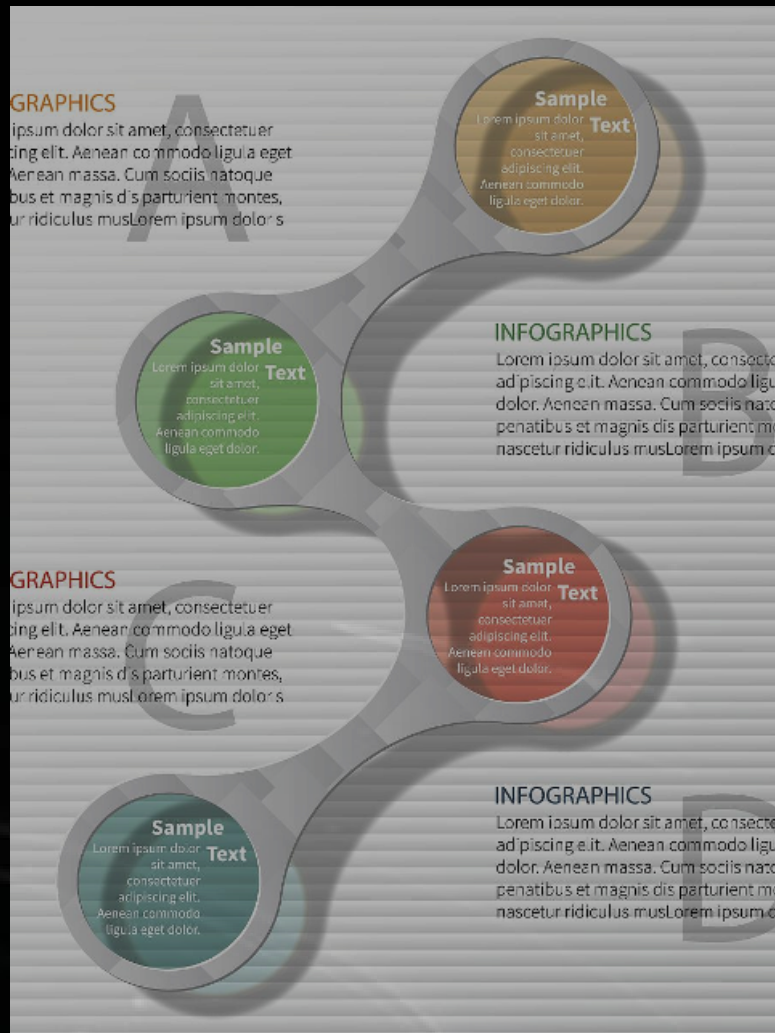 GRAPHICS
ipsum dolor sit amet, consectetuer
cing elit. Aenean commodo ligula eget
Aenean massa. Cum sociis natoque
bus et magnis dis parturient montes,
ur ridiculus musLorem ipsum dolor s
A
Sample
Text
Lorem ipsum dolor
sit amet,
consectetuer
adipiscing elit.
Aenean commodo
ligula eget dolor.
Sample
Text
Lorem ipsum dolor
sit amet,
consectetuer
adipiscing elit.
Aenean commodo
ligula eget dolor.
INFOGRAPHICS
Lorem ipsum dolor sit amet, consecte
adipiscing elit. Aenean commodo ligu
dolor. Aenean massa. Cum sociis nato
penatibus et magnis dis parturient mo
nascetur ridiculus musLorem ipsum d
B
GRAPHICS
ipsum dolor sit amet, consectetuer
cing elit. Aenean commodo ligula eget
Aenean massa. Cum sociis natoque
bus et magnis dis parturient montes,
ur ridiculus musLorem ipsum dolor s
C
Sample
Text
Lorem ipsum dolor
sit amet,
consectetuer
adipiscing elit.
Aenean commodo
ligula eget dolor.
Sample
Text
Lorem ipsum dolor
sit amet,
consectetuer
adipiscing elit.
Aenean commodo
ligula eget dolor.
INFOGRAPHICS
Lorem ipsum dolor sit amet, consecte
adipiscing elit. Aenean commodo ligu
dolor. Aenean massa. Cum sociis nato
penatibus et magnis dis parturient mo
nascetur ridiculus musLorem ipsum d
D